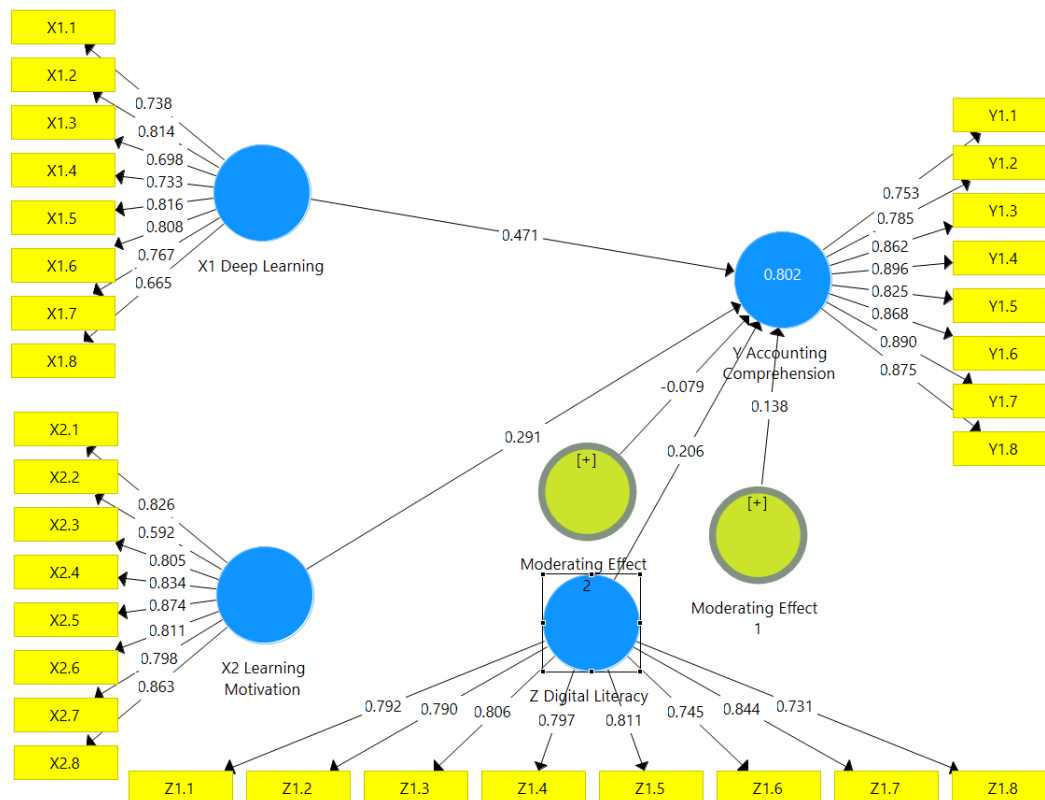 X1.1
X1.2
X1.3
X1.4
X1.5
X1.6
X1.7
X1.8
0.738
0.814
0.698
0.733
0.816
0.808
0.767
0.665
X1 Deep Learning
0.471
0.802
Y Accounting
Comprehension
0.753
0.785
0.862
0.896
0.825
0.868
0.890
0.875
Y1.1
Y1.2
Y1.3
Y1.4
Y1.5
Y1.6
Y1.7
Y1.8
X2.1
X2.2
X2.3
X2.4
X2.5
X2.6
X2.7
X2.8
0.826
0.592
0.805
0.834
0.874
0.811
0.798
0.863
X2 Learning
Motivation
0.291
-0.079
0.206
0.138
[+]
Moderating Effect
2
[+]
Moderating Effect
1
Z Digital Literacy
0.792
0.790
0.806
0.797
0.811
0.745
0.844
0.731
Z1.1
Z1.2
Z1.3
Z1.4
Z1.5
Z1.6
Z1.7
Z1.8